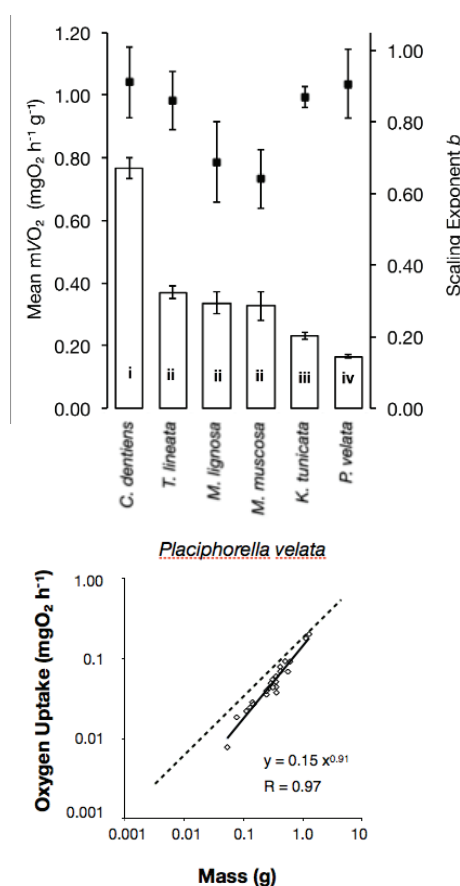 Mean mVO₂ (mgO₂ h⁻¹ g⁻¹)
1.20
1.00
0.80
0.60
0.40
0.20
0.00
1.00
0.80
0.60
0.40
0.20
0.00
Scaling Exponent b
i
ii
ii
ii
iii
iv
C. dentiens
T. lineata
M. lignosa
M. muscosa
K. tunicata
P. velata
Placiphorella velata
Oxygen Uptake (mgO₂ h⁻¹)
1.00
0.1
0.01
0.001
y = 0.15 x⁰·⁹¹
R = 0.97
0.001
0.01
0.1
1.0
10
Mass (g)